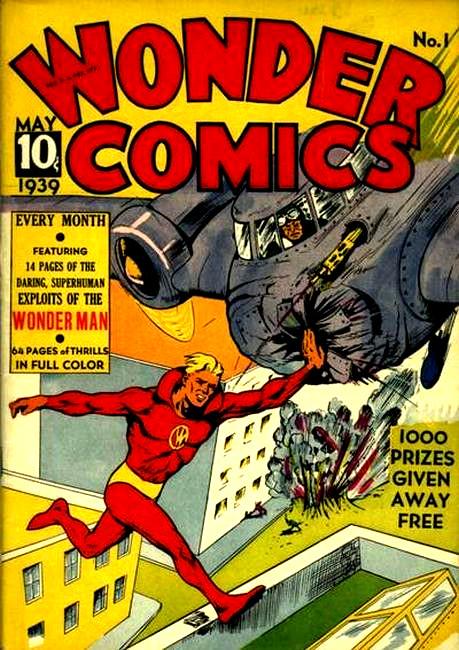 WONDER
COMICS
No. 1
MAY
10¢
1939
EVERY MONTH
FEATURING
14 PAGES OF THE
DARING, SUPERHUMAN
EXPLOITS OF THE
WONDER MAN
64 PAGES of THRILLS
IN FULL COLOR
1000
PRIZES
GIVEN
AWAY
FREE